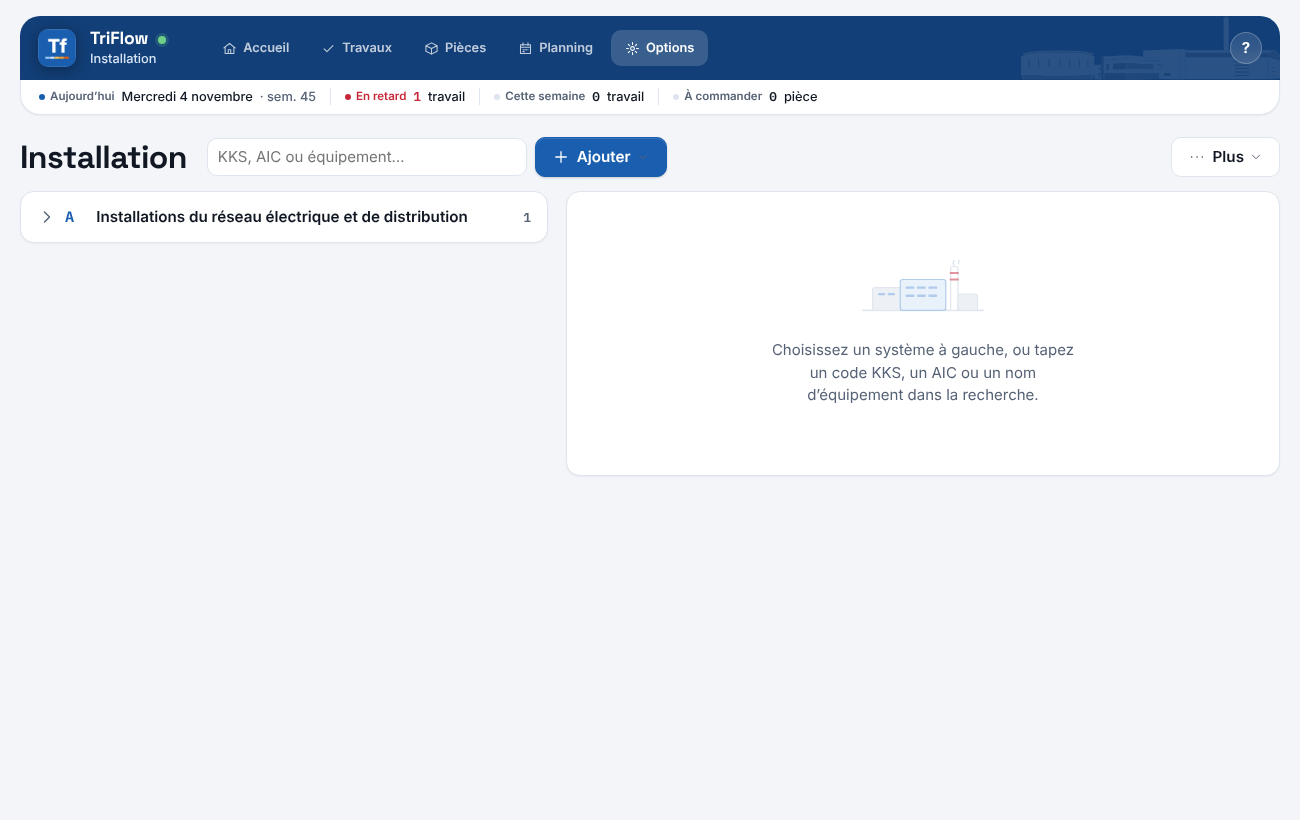 Tf
TriFlow
Installation
Accueil
Travaux
Pièces
Planning
Options
?
Aujourd’hui Mercredi 4 novembre · sem. 45
En retard 1 travail
Cette semaine 0 travail
À commander 0 pièce
Installation
KKS, AIC ou équipement…
+ Ajouter
··· Plus
A Installations du réseau électrique et de distribution 1
Choisissez un système à gauche, ou tapez
un code KKS, un AIC ou un nom
d’équipement dans la recherche.